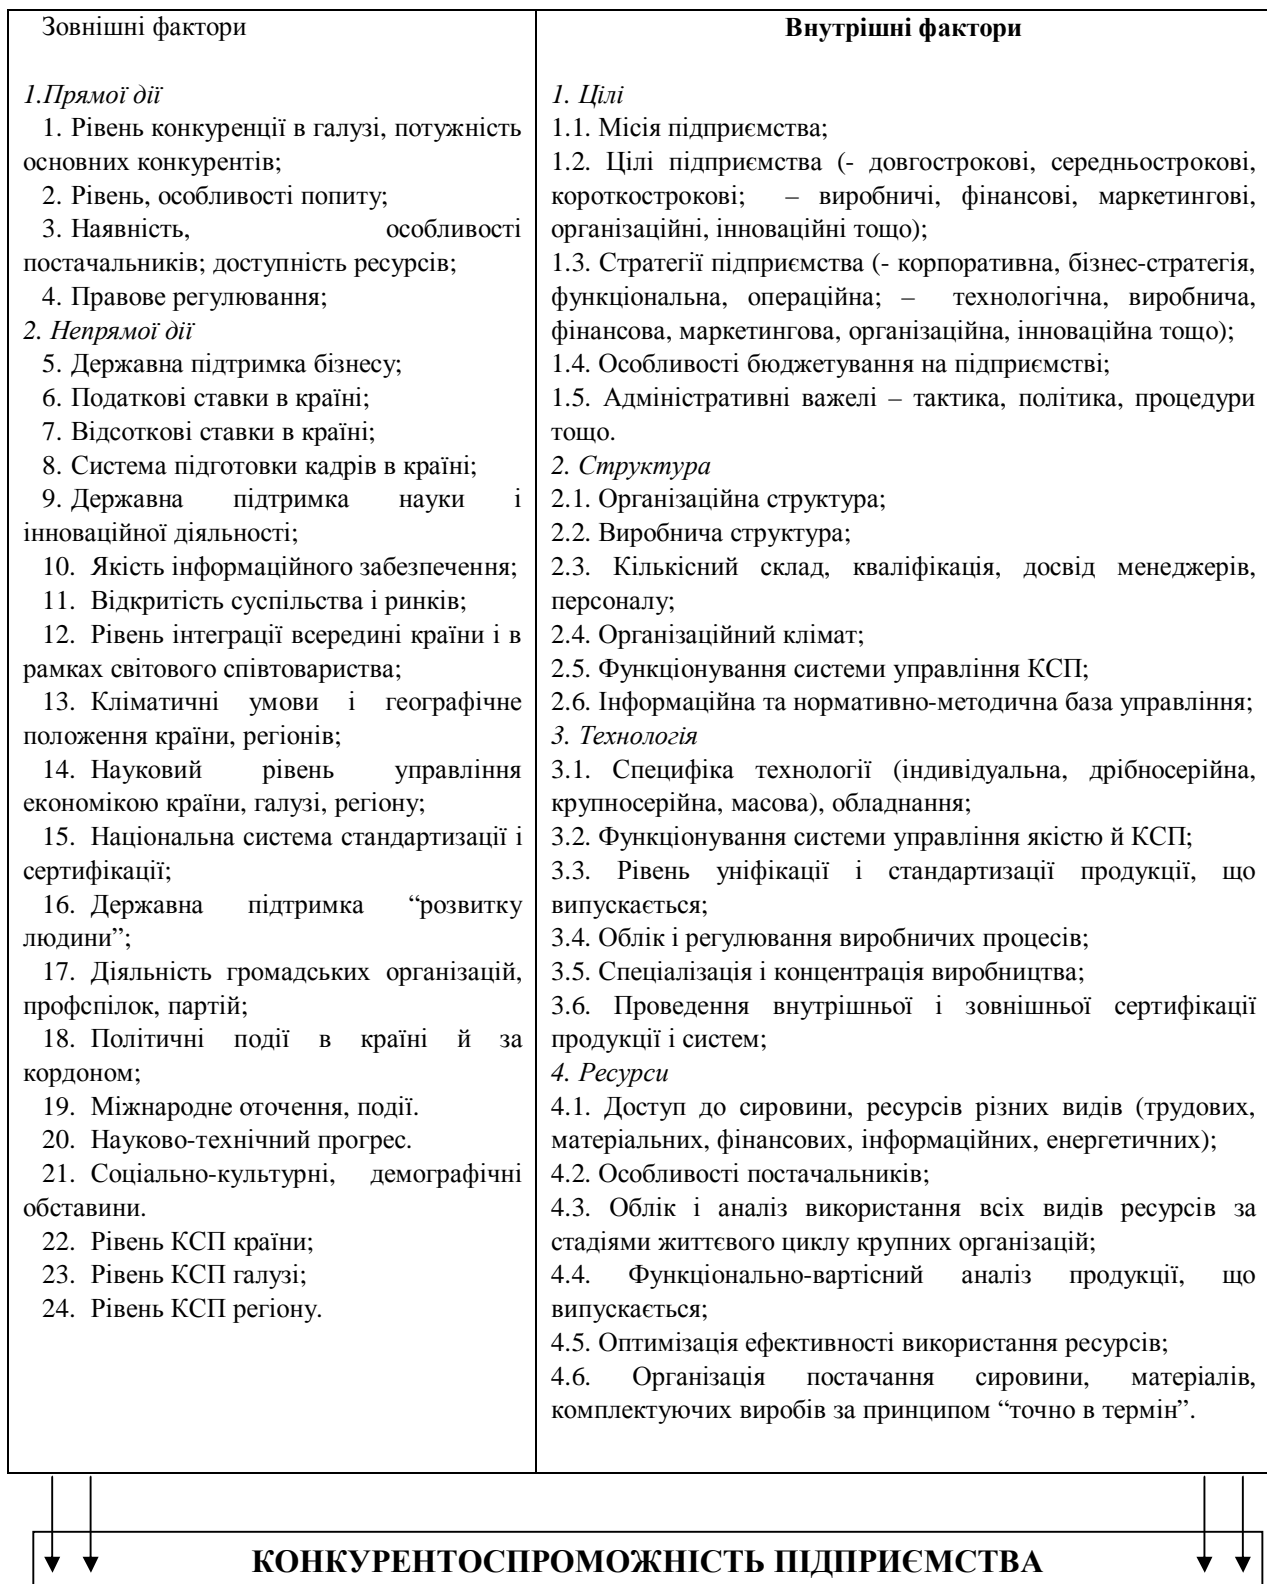 Зовнішні фактори
1.Прямої дії
1. Рівень конкуренції в галузі, потужність
основних конкурентів;
2. Рівень, особливості попиту;
3. Наявність, особливості
постачальників; доступність ресурсів;
4. Правове регулювання;
2. Непрямої дії
5. Державна підтримка бізнесу;
6. Податкові ставки в країні;
7. Відсоткові ставки в країні;
8. Система підготовки кадрів в країні;
9. Державна підтримка науки і
інноваційної діяльності;
10. Якість інформаційного забезпечення;
11. Відкритість суспільства і ринків;
12. Рівень інтеграції всередині країни і в
рамках світового співтовариства;
13. Кліматичні умови і географічне
положення країни, регіонів;
14. Науковий рівень управління
економікою країни, галузі, регіону;
15. Національна система стандартизації і
сертифікації;
16. Державна підтримка “розвитку
людини”;
17. Діяльність громадських організацій,
профспілок, партій;
18. Політичні події в країні й за
кордоном;
19. Міжнародне оточення, події.
20. Науково-технічний прогрес.
21. Соціально-культурні, демографічні
обставини.
22. Рівень КСП країни;
23. Рівень КСП галузі;
24. Рівень КСП регіону.
Внутрішні фактори
1. Цілі
1.1. Місія підприємства;
1.2. Цілі підприємства (- довгострокові, середньострокові,
короткострокові; – виробничі, фінансові, маркетингові,
організаційні, інноваційні тощо);
1.3. Стратегії підприємства (- корпоративна, бізнес-стратегія,
функціональна, операційна; – технологічна, виробнича,
фінансова, маркетингова, організаційна, інноваційна тощо);
1.4. Особливості бюджетування на підприємстві;
1.5. Адміністративні важелі – тактика, політика, процедури
тощо.
2. Структура
2.1. Організаційна структура;
2.2. Виробнича структура;
2.3. Кількісний склад, кваліфікація, досвід менеджерів,
персоналу;
2.4. Організаційний клімат;
2.5. Функціонування системи управління КСП;
2.6. Інформаційна та нормативно-методична база управління;
3. Технологія
3.1. Специфіка технології (індивідуальна, дрібносерійна,
крупносерійна, масова), обладнання;
3.2. Функціонування системи управління якістю й КСП;
3.3. Рівень уніфікації і стандартизації продукції, що
випускається;
3.4. Облік і регулювання виробничих процесів;
3.5. Спеціалізація і концентрація виробництва;
3.6. Проведення внутрішньої і зовнішньої сертифікації
продукції і систем;
4. Ресурси
4.1. Доступ до сировини, ресурсів різних видів (трудових,
матеріальних, фінансових, інформаційних, енергетичних);
4.2. Особливості постачальників;
4.3. Облік і аналіз використання всіх видів ресурсів за
стадіями життєвого циклу крупних організацій;
4.4. Функціонально-вартісний аналіз продукції, що
випускається;
4.5. Оптимізація ефективності використання ресурсів;
4.6. Організація постачання сировини, матеріалів,
комплектуючих виробів за принципом “точно в термін”.
КОНКУРЕНТОСПРОМОЖНІСТЬ ПІДПРИЄМСТВА